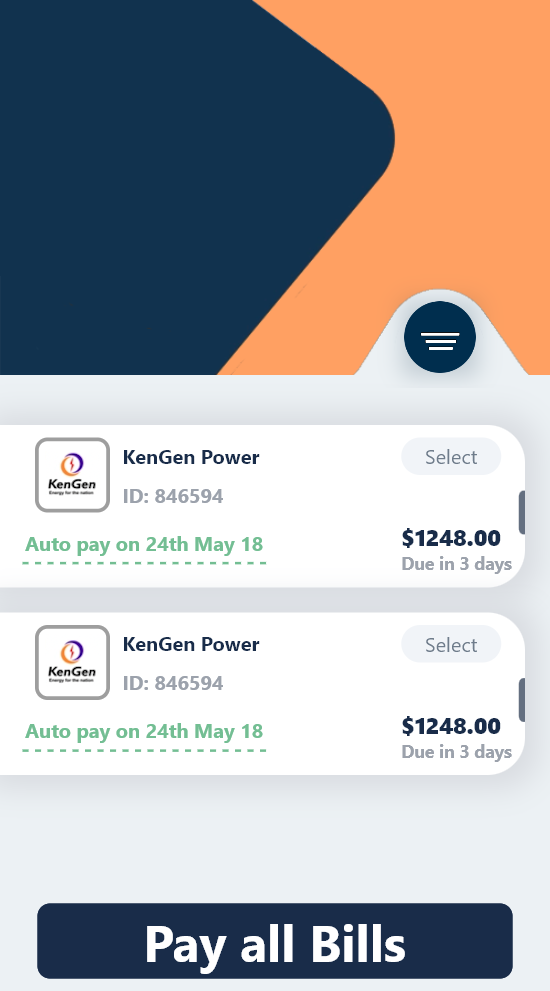 KenGen Power
Select
KenGen
Energy for the nation
ID: 846594
Auto pay on 24th May 18
$1248.00
Due in 3 days
KenGen Power
Select
KenGen
Energy for the nation
ID: 846594
Auto pay on 24th May 18
$1248.00
Due in 3 days
Pay all Bills